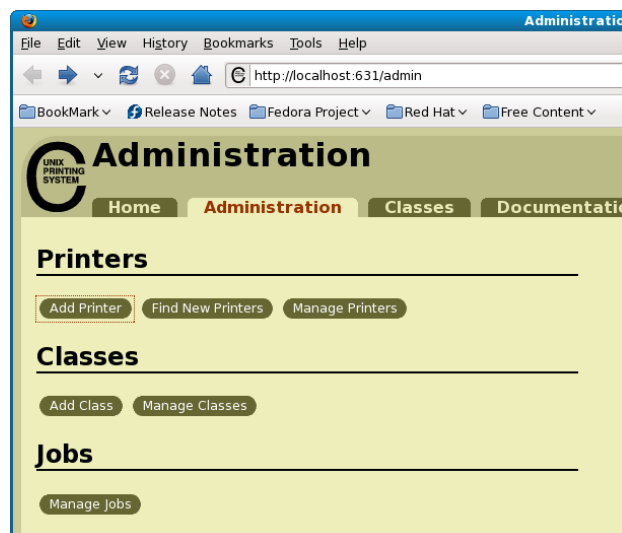 Administratio
File Edit View History Bookmarks Tools Help
http://localhost:631/admin
BookMark Release Notes Fedora Project Red Hat Free Content
UNIX
PRINTING
SYSTEM
Administration
Home Administration Classes Documentatio
Printers
Add Printer Find New Printers Manage Printers
Classes
Add Class Manage Classes
Jobs
Manage Jobs